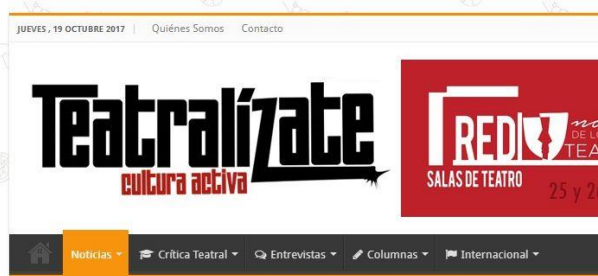 JUEVES , 19 OCTUBRE 2017 Quiénes Somos Contacto
Teatralízate
cultura activa
RED
SALAS DE TEATRO
DE
25 y
Noticias Crítica Teatral Entrevistas Columnas Internacional